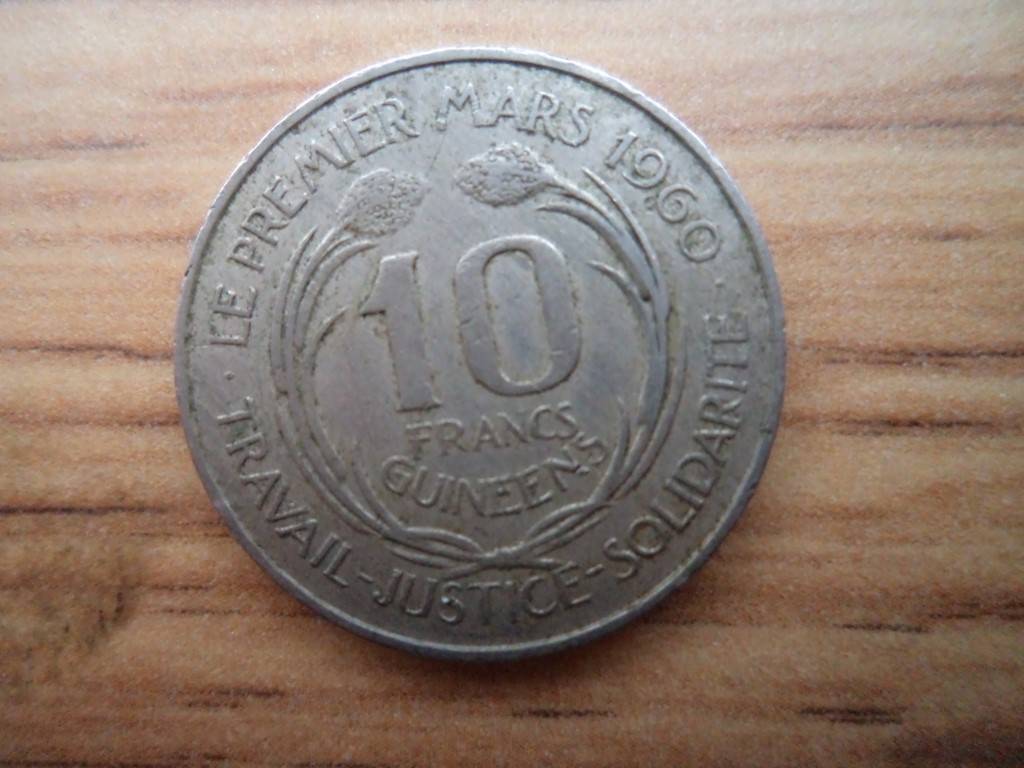 · LE PREMIER MARS 1960 ·
10
FRANCS
GUINEENS
TRAVAIL-JUSTICE-SOLIDARITE